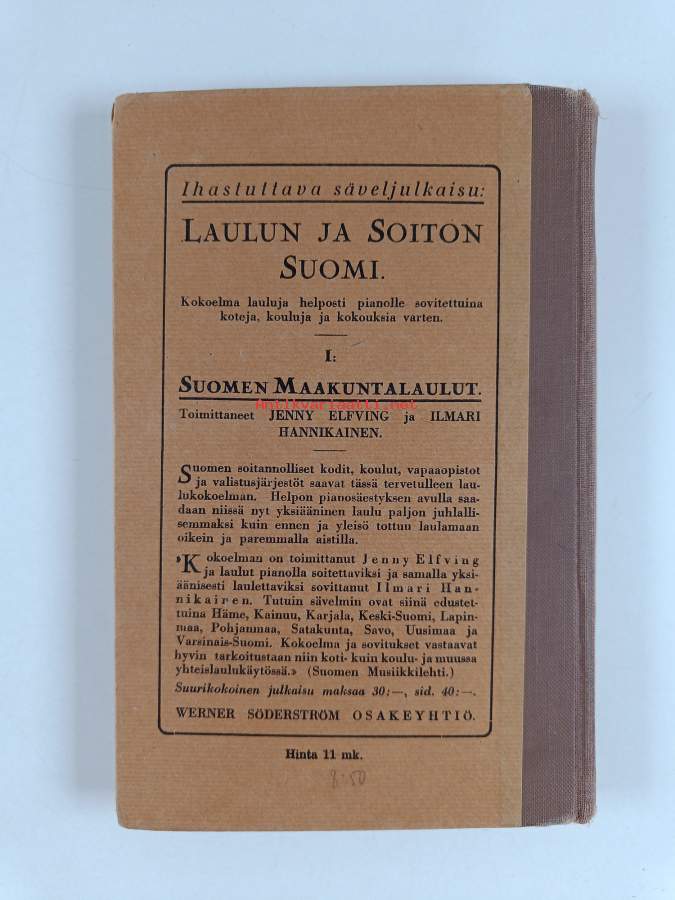 Ihastuttava säveljulkaisu:
LAULUN JA SOITON
SUOMI.
Kokoelma lauluja helposti pianolle sovitettuina
koteja, kouluja ja kokouksia varten.
I:
SUOMEN MAAKUNTALAULUT.
Antikvariaatti.net
Toimittaneet JENNY ELFVING ja ILMARI
HANNIKAINEN.
Suomen soitannolliset kodit, koulut, vapaaopistot
ja valistusjärjestöt saavat tässä tervetulleen lau-
lukokoelman. Helpon pianosäestyksen avulla saa-
daan niissä nyt yksiääninen laulu paljon juhlalli-
semmaksi kuin ennen ja yleisö tottuu laulamaan
oikein ja paremmalla aistilla.
»Kokoelman on toimittanut Jenny Elfving
ja laulut pianolla soitettaviksi ja samalla yksi-
äänisesti laulettaviksi sovittanut Ilmari Han-
nikairen. Tutuin sävelmin ovat siinä edustet-
tuina Häme, Kainuu, Karjala, Keski-Suomi, Lapin-
maa, Pohjanmaa, Satakunta, Savo, Uusimaa ja
Varsinais-Suomi. Kokoelma ja sovitukset vastaavat
hyvin tarkoitustaan niin koti- kuin koulu- ja muussa
yhteislaulukäytössä.» (Suomen Musiikkilehti.)
Suurikokoinen julkaisu maksaa 30:—, sid. 40:—.
WERNER SÖDERSTRÖM OSAKEYHTIÖ.
Hinta 11 mk.
8:50